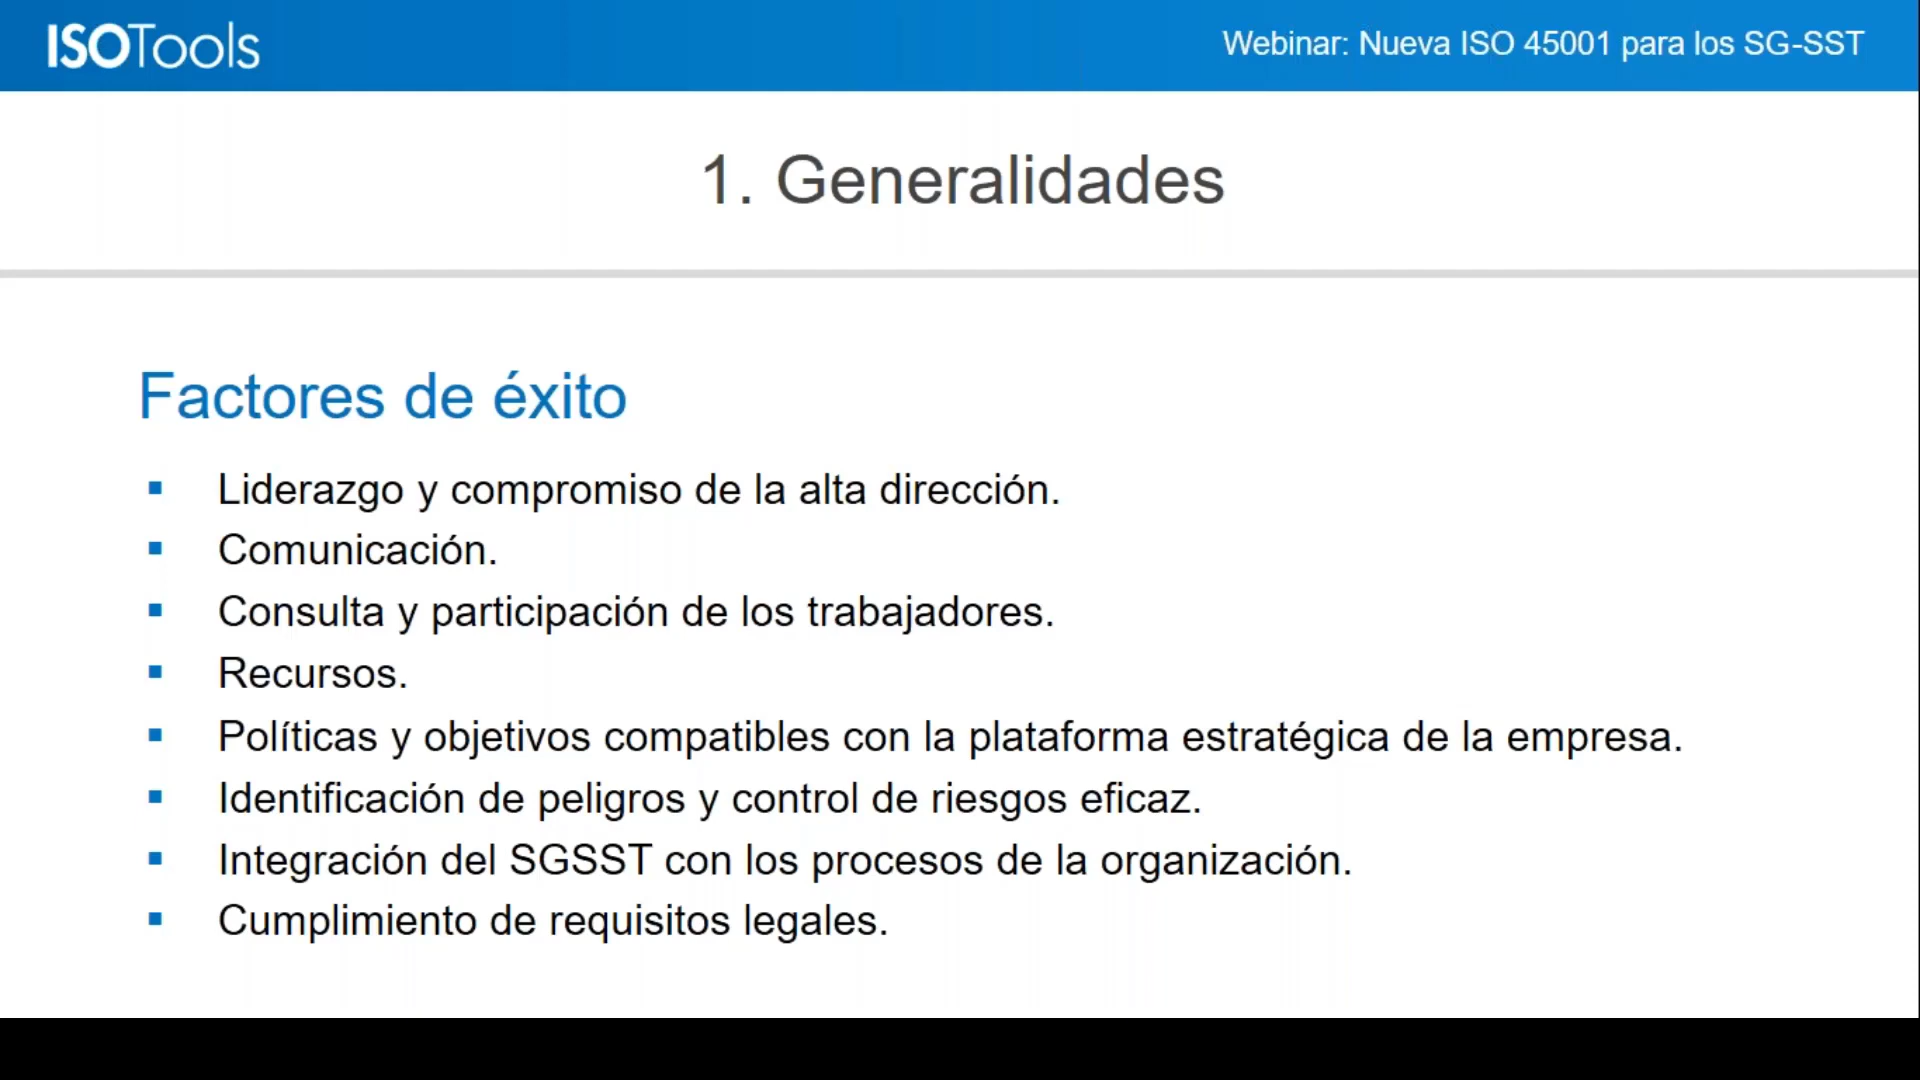 ISOTools
Webinar: Nueva ISO 45001 para los SG-SST
1. Generalidades
Factores de éxito
▪ Liderazgo y compromiso de la alta dirección.
▪ Comunicación.
▪ Consulta y participación de los trabajadores.
▪ Recursos.
▪ Políticas y objetivos compatibles con la plataforma estratégica de la empresa.
▪ Identificación de peligros y control de riesgos eficaz.
▪ Integración del SGSST con los procesos de la organización.
▪ Cumplimiento de requisitos legales.